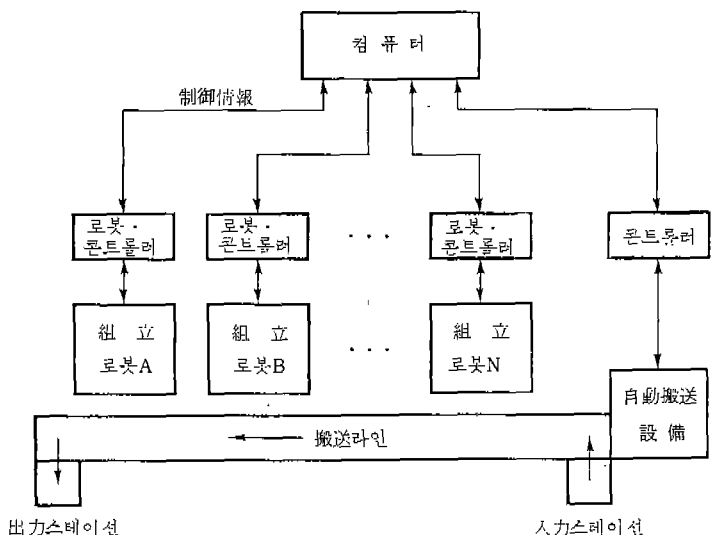 컴퓨터
制御情報
로봇·
콘트롤러
로봇·
콘트롤러
...
로봇·
콘트롤러
콘트롤러
組立
로봇A
組立
로봇B
...
組立
로봇N
自動搬送
設備
搬送라인
出力스테이션
入力스테이션